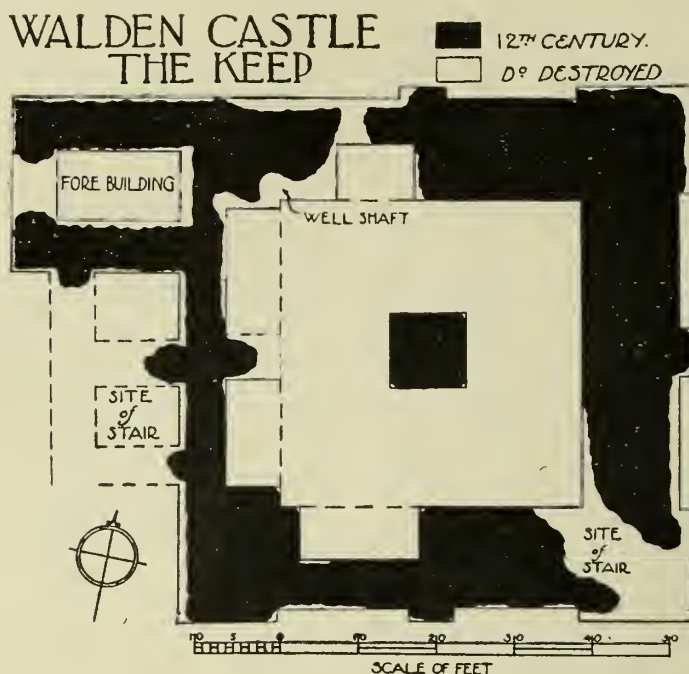 WALDEN CASTLE
THE KEEP
12TH CENTURY.
Do DESTROYED
FORE BUILDING
WELL SHAFT
SITE
of
STAIR
SITE
of
STAIR
10 5 0 10 20 30 40 50
SCALE OF FEET